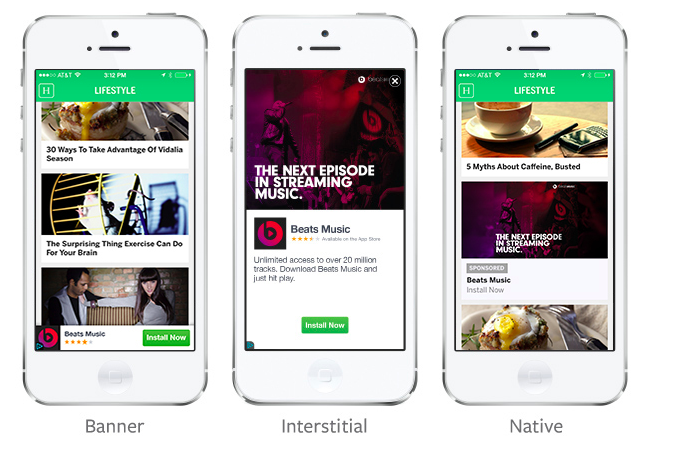 AT&T 3:12 PM
H LIFESTYLE
30 Ways To Take Advantage Of Vidalia
Season
The Surprising Thing Exercise Can Do
For Your Brain
Beats Music
Install Now
Banner
THE NEXT EPISODE
IN STREAMING
MUSIC.
Beats Music
Available on the App Store
Unlimited access to over 20 million
tracks. Download Beats Music and
just hit play.
Install Now
Interstitial
AT&T 3:12 PM
H LIFESTYLE
5 Myths About Caffeine, Busted
THE NEXT EPISODE
IN STREAMING
MUSIC.
SPONSORED
Beats Music
Install Now
Native